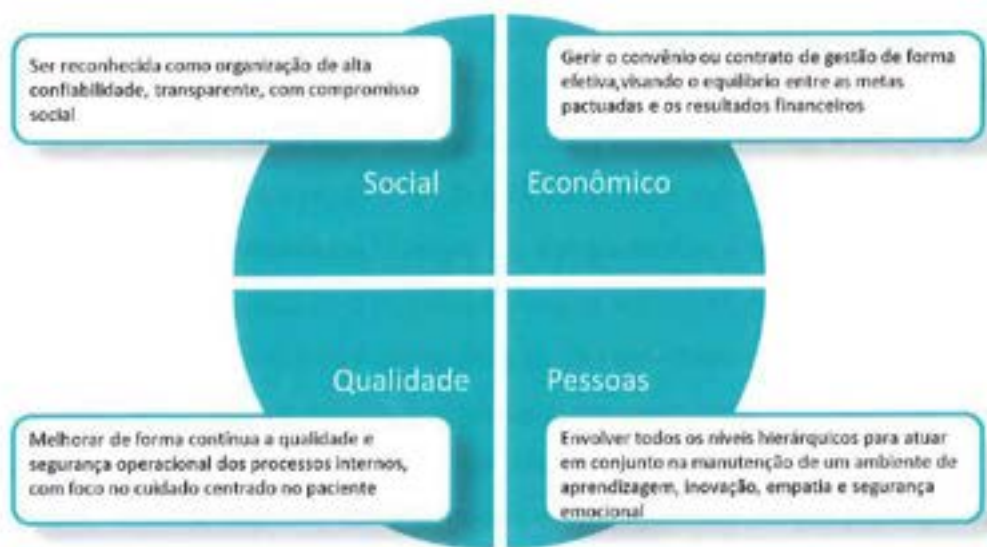 Ser reconhecida como organização de alta
confiabilidade, transparente, com compromisso
social
Gerir o convênio ou contrato de gestão de forma
efetiva,visando o equilíbrio entre as metas
pactuadas e os resultados financeiros
Social
Econômico
Qualidade
Pessoas
Melhorar de forma contínua a qualidade e
segurança operacional dos processos internos,
com foco no cuidado centrado no paciente
Envolver todos os níveis hierárquicos para atuar
em conjunto na manutenção de um ambiente de
aprendizagem, inovação, empatia e segurança
emocional